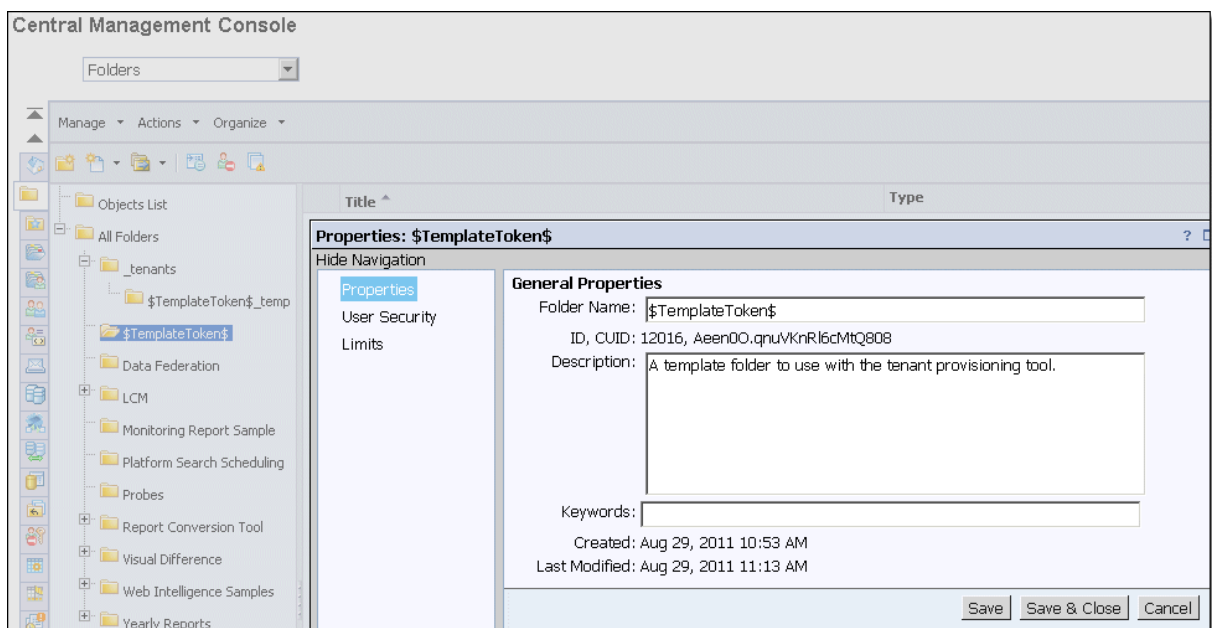 Central Management Console
Folders
Manage Actions Organize
Title Type
Objects List
All Folders
_tenants
$TemplateToken$_temp
$TemplateToken$
Data Federation
LCM
Monitoring Report Sample
Platform Search Scheduling
Probes
Report Conversion Tool
Visual Difference
Web Intelligence Samples
Yearly Reports
Properties: $TemplateToken$ ?
Hide Navigation
Properties
User Security
Limits
General Properties
Folder Name: $TemplateToken$
ID, CUID: 12016, Aeen0O.qnuVKnRl6cMtQ808
Description: A template folder to use with the tenant provisioning tool.
Keywords:
Created: Aug 29, 2011 10:53 AM
Last Modified: Aug 29, 2011 11:13 AM
Save Save & Close Cancel